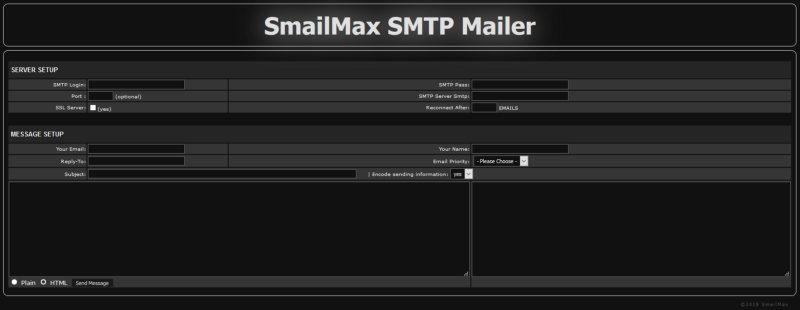 SmailMax SMTP Mailer
SERVER SETUP
SMTP Login: SMTP Pass:
Port : (optional) SMTP Server Smtp:
SSL Server: (yes) Reconnect After: EMAILS
MESSAGE SETUP
Your Email: Your Name:
Reply-To: Email Priority: - Please Choose -
Subject: | Encode sending information: yes
Plain HTML Send Message